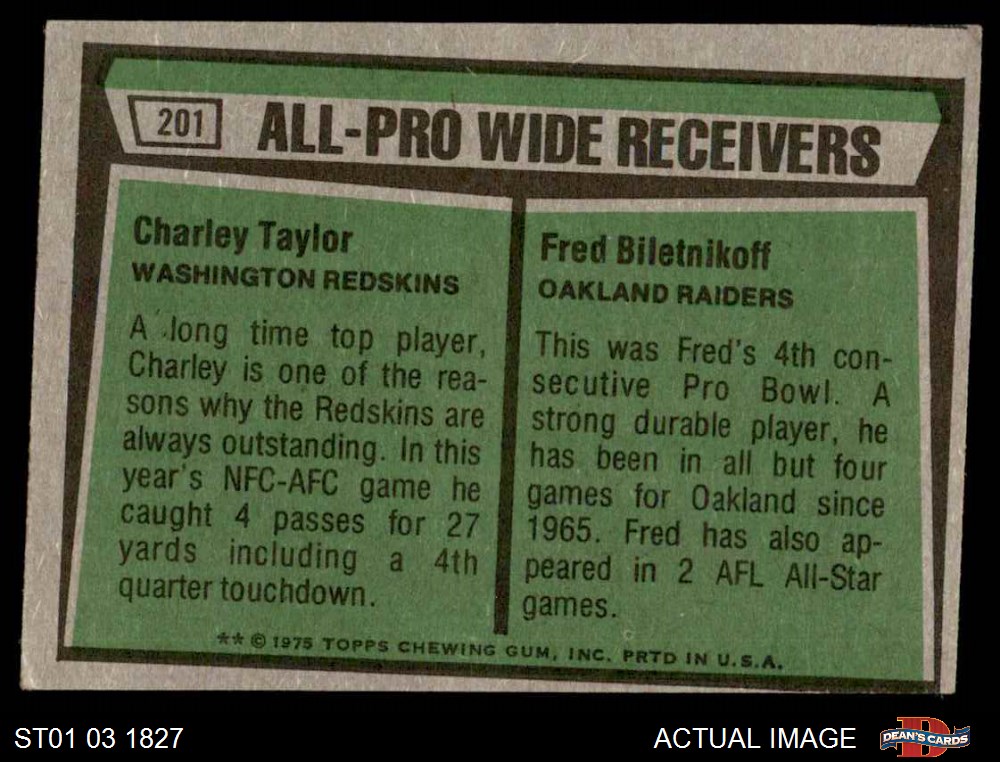 201 ALL-PRO WIDE RECEIVERS
Charley Taylor
WASHINGTON REDSKINS
A long time top player,
Charley is one of the rea-
sons why the Redskins are
always outstanding. In this
year's NFC-AFC game he
caught 4 passes for 27
yards including a 4th
quarter touchdown.
Fred Biletnikoff
OAKLAND RAIDERS
This was Fred's 4th con-
secutive Pro Bowl. A
strong durable player, he
has been in all but four
games for Oakland since
1965. Fred has also ap-
peared in 2 AFL All-Star
games.
** © 1975 TOPPS CHEWING GUM, INC. PRTD IN U.S.A.
ST01 03 1827
ACTUAL IMAGE
D
DEAN'S CARDS